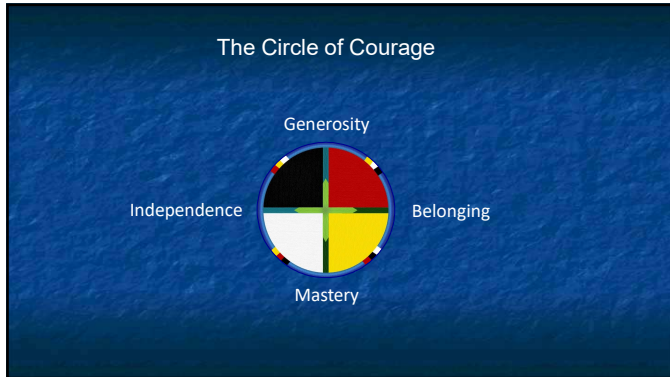 The Circle of Courage
Generosity
Independence
Belonging
Mastery